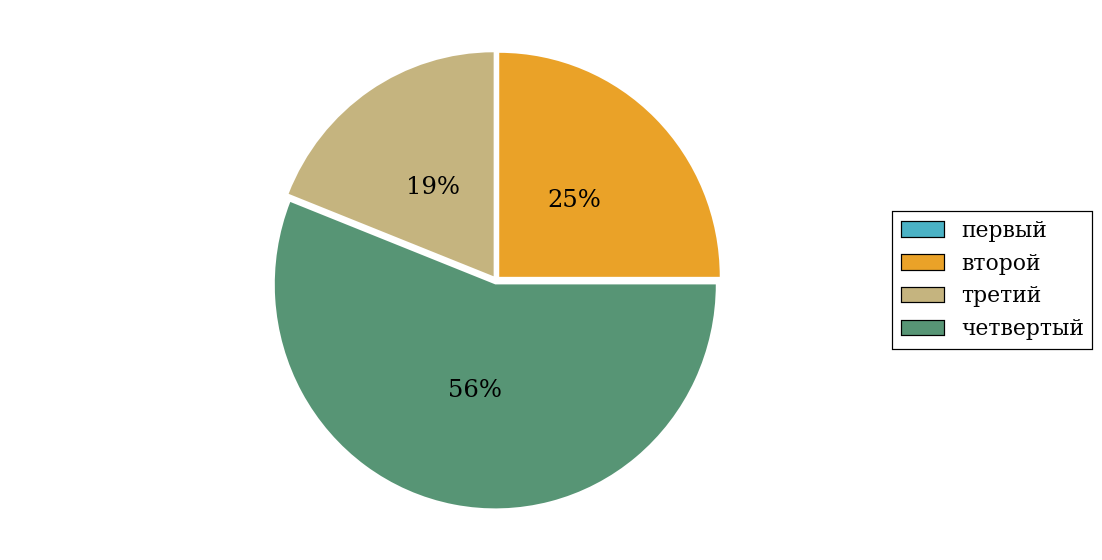 19%
25%
56%
первый
второй
третий
четвертый